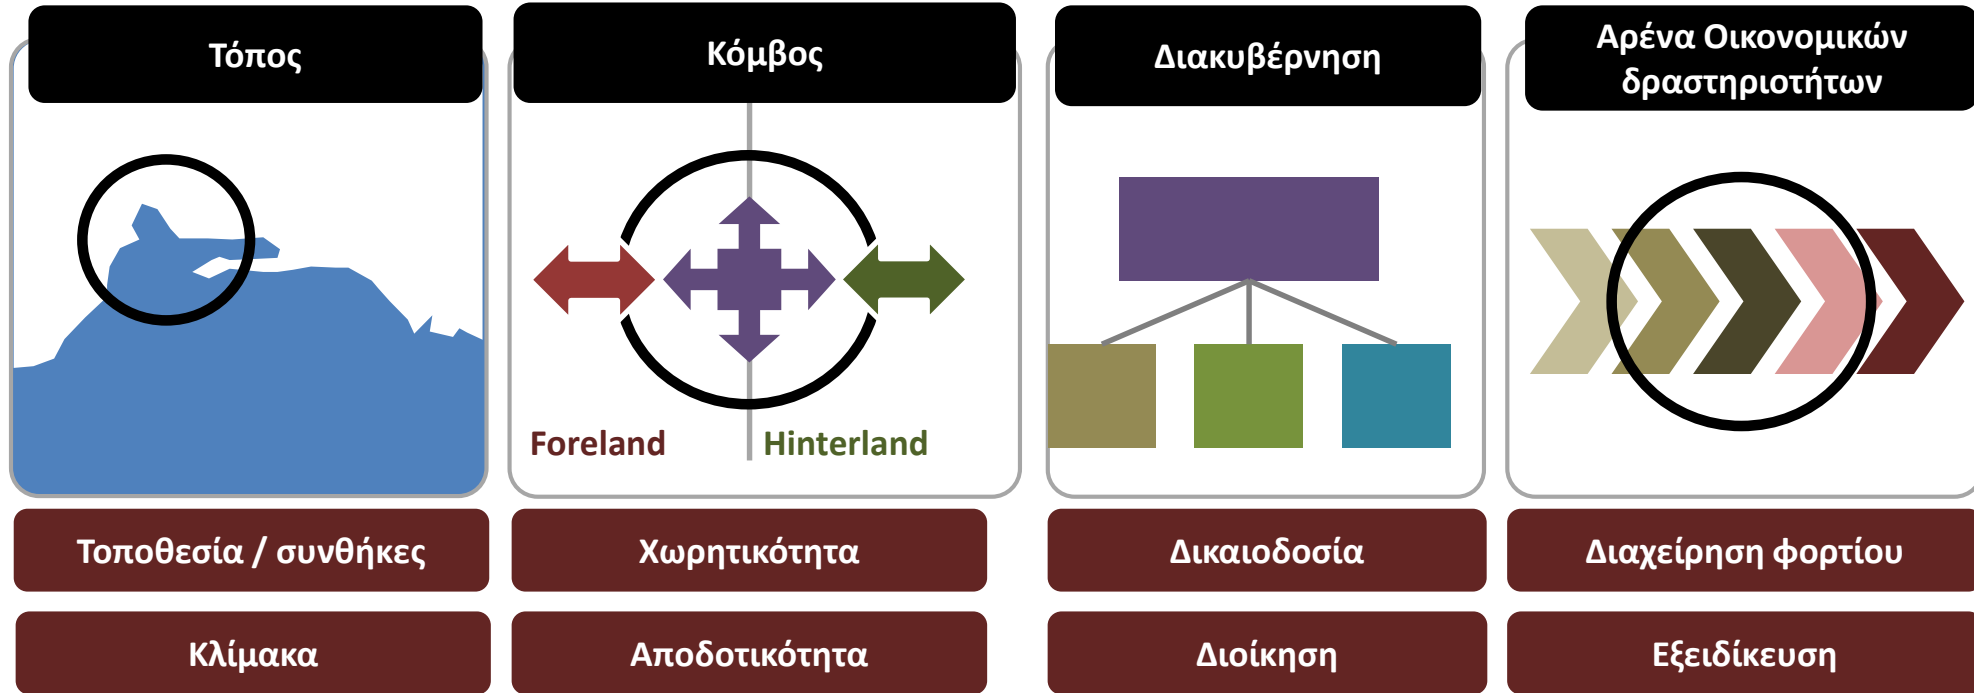 Τόπος
Κόμβος
Διακυβέρνηση
Αρένα Οικονομικών
δραστηριοτήτων
Foreland
Hinterland
Τοποθεσία / συνθήκες
Χωρητικότητα
Δικαιοδοσία
Διαχείρηση φορτίου
Κλίμακα
Αποδοτικότητα
Διοίκηση
Εξειδίκευση